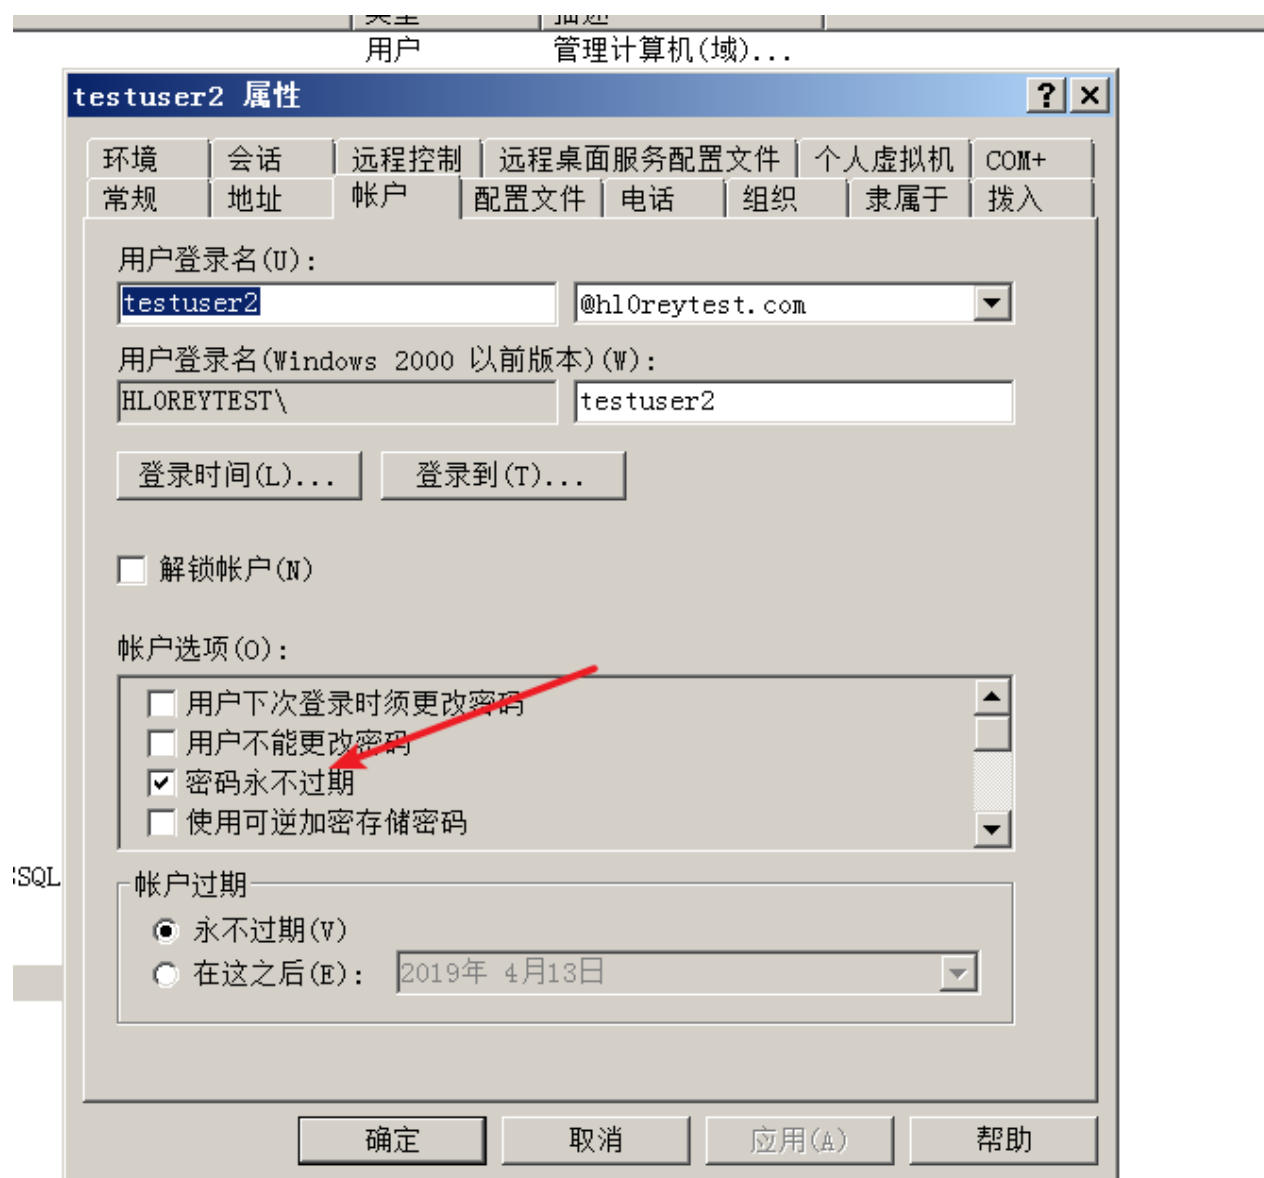 类型 描述
用户 管理计算机(域)...
testuser2 属性
环境 会话 远程控制 远程桌面服务配置文件 个人虚拟机 COM+
常规 地址 帐户 配置文件 电话 组织 隶属于 拨入
用户登录名(U):
testuser2 @hl0reytest.com
用户登录名(Windows 2000 以前版本)(W):
HL0REYTEST\ testuser2
登录时间(L)... 登录到(T)...
解锁帐户(N)
帐户选项(O):
用户下次登录时须更改密码
用户不能更改密码
密码永不过期
使用可逆加密存储密码
SQL
帐户过期
永不过期(V)
在这之后(E): 2019年 4月13日
确定 取消 应用(A) 帮助